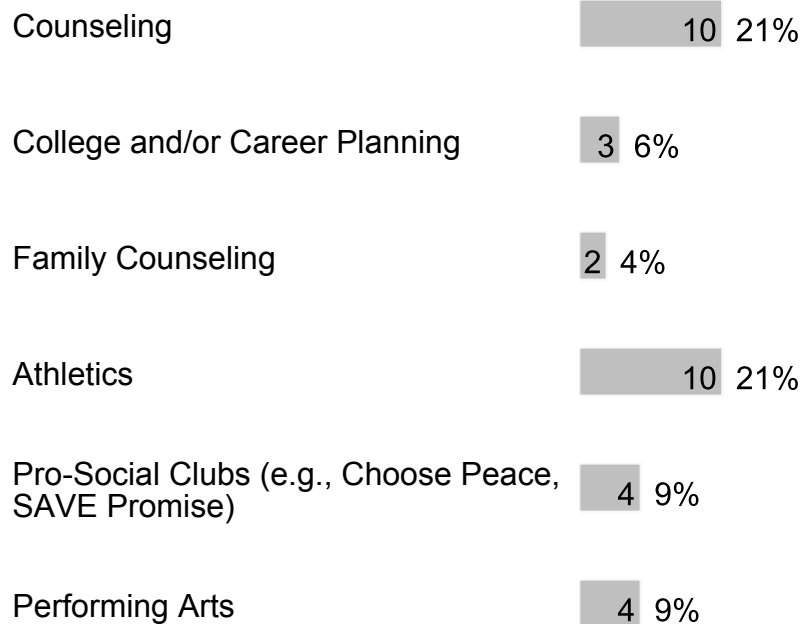 Counseling 10 21%
College and/or Career Planning 3 6%
Family Counseling 2 4%
Athletics 10 21%
Pro-Social Clubs (e.g., Choose Peace,
SAVE Promise) 4 9%
Performing Arts 4 9%